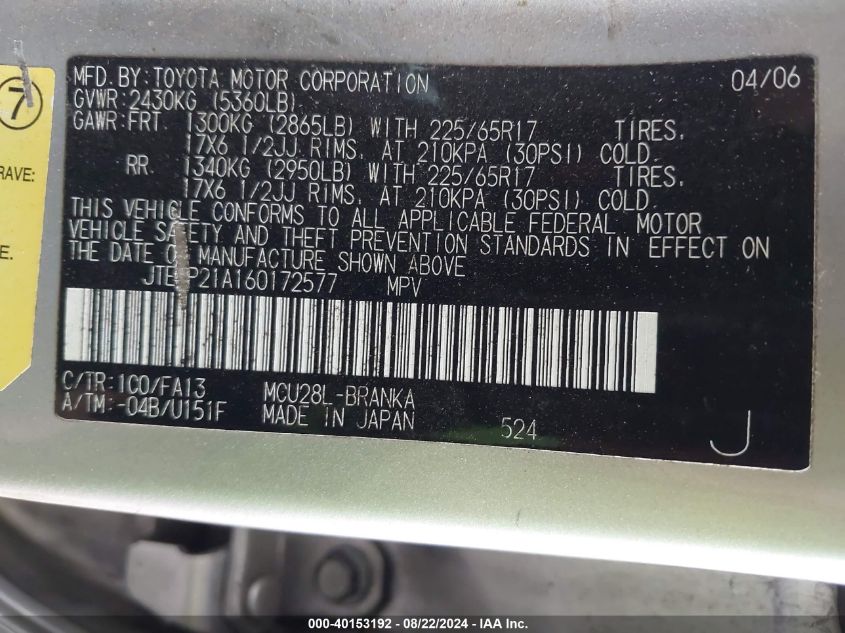 7
RAVE:
E.
MFD. BY: TOYOTA MOTOR CORPORATION 04/06
GVWR: 2430KG (5360LB)
GAWR: FRT. 1300KG (2865LB) WITH 225/65R17 TIRES,
17X6 1/2JJ RIMS, AT 210KPA (30PSI) COLD.
RR. 1340KG (2950LB) WITH 225/65R17 TIRES,
17X6 1/2JJ RIMS, AT 210KPA (30PSI) COLD.
THIS VEHICLE CONFORMS TO ALL APPLICABLE FEDERAL MOTOR
VEHICLE SAFETY AND THEFT PREVENTION STANDARDS IN EFFECT ON
THE DATE OF MANUFACTURE SHOWN ABOVE
MPV
C/TR: 1C0/FA13 MCU28L-BRANKA
A/TM: -04B/U151F MADE IN JAPAN 524 J
000-40153192 - 08/22/2024 - IAA Inc.